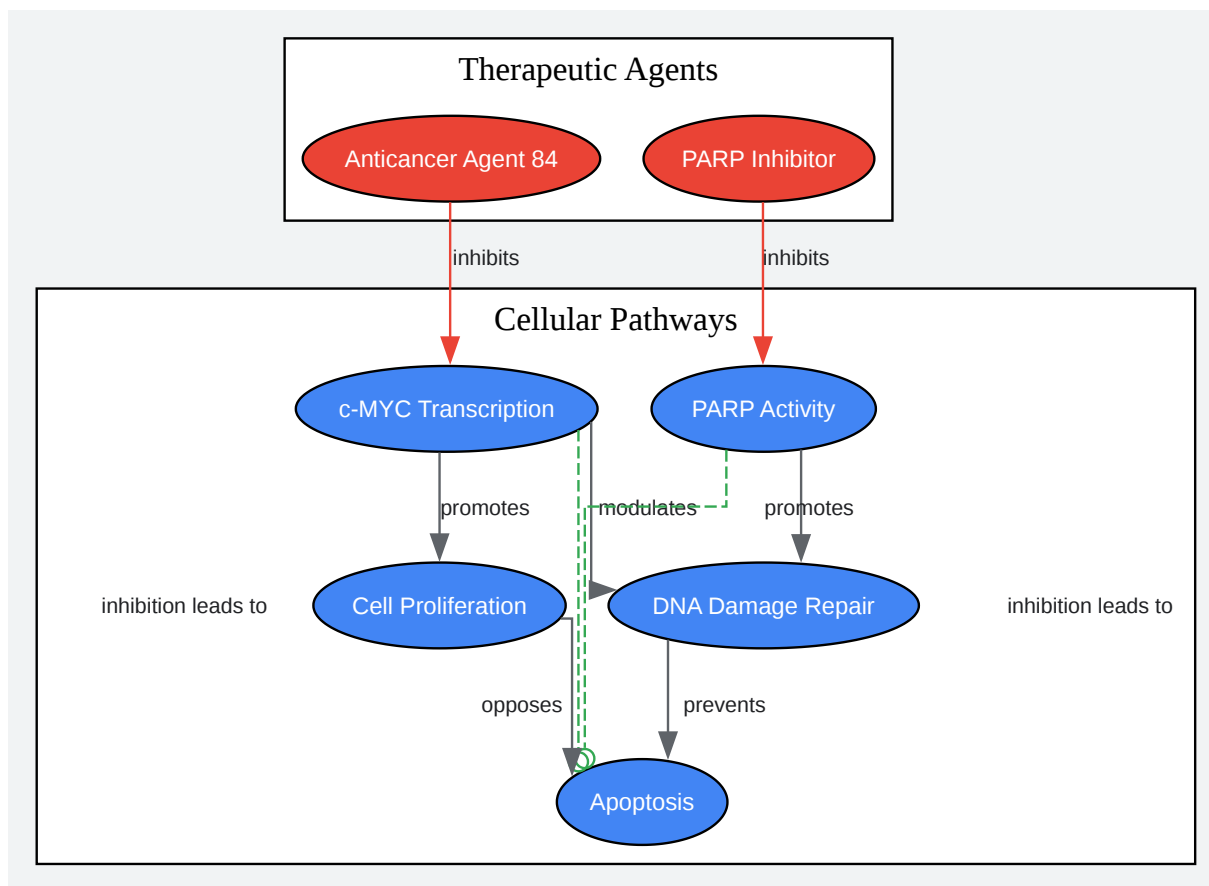 Therapeutic Agents
Anticancer Agent 84
PARP Inhibitor
inhibits
inhibits
Cellular Pathways
c-MYC Transcription
PARP Activity
promotes
modulates
promotes
inhibition leads to
Cell Proliferation
DNA Damage Repair
inhibition leads to
opposes
prevents
Apoptosis